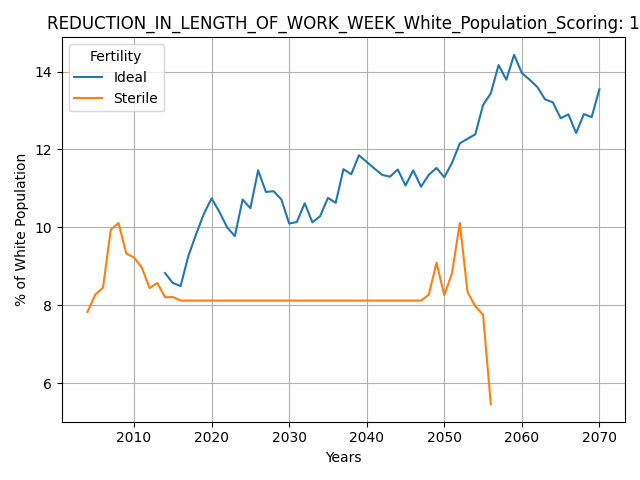 REDUCTION_IN_LENGTH_OF_WORK_WEEK_White_Population_Scoring: 1
Fertility
Ideal
Sterile
% of White Population
14
12
10
8
6
2010 2020 2030 2040 2050 2060 2070
Years